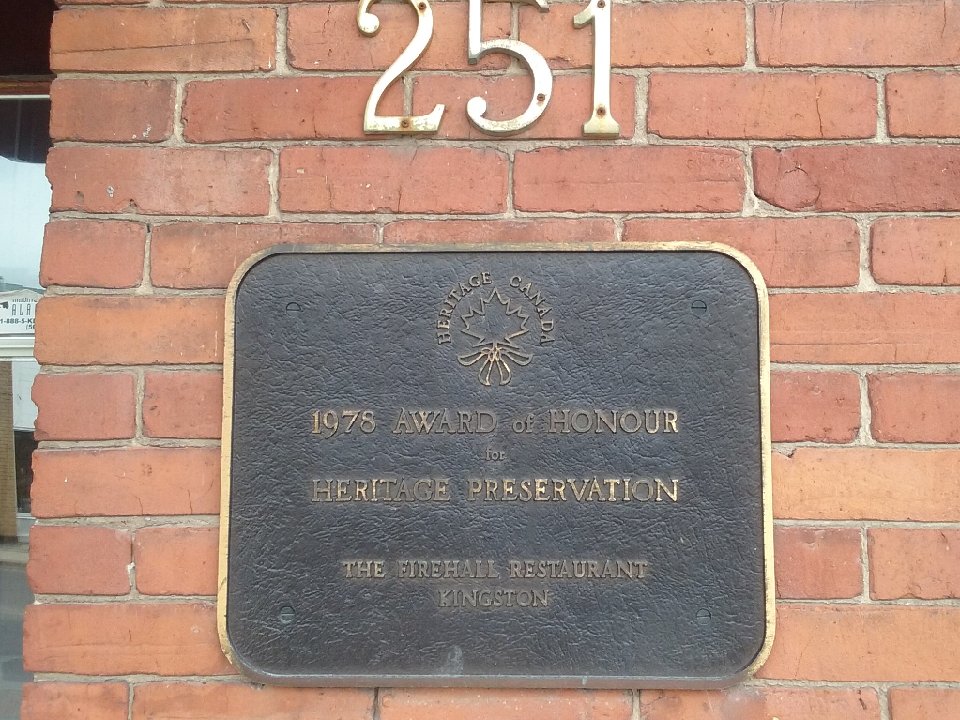 251
HERITAGE CANADA
1978 AWARD of HONOUR
for
HERITAGE PRESERVATION
THE FIREHALL RESTAURANT
KINGSTON